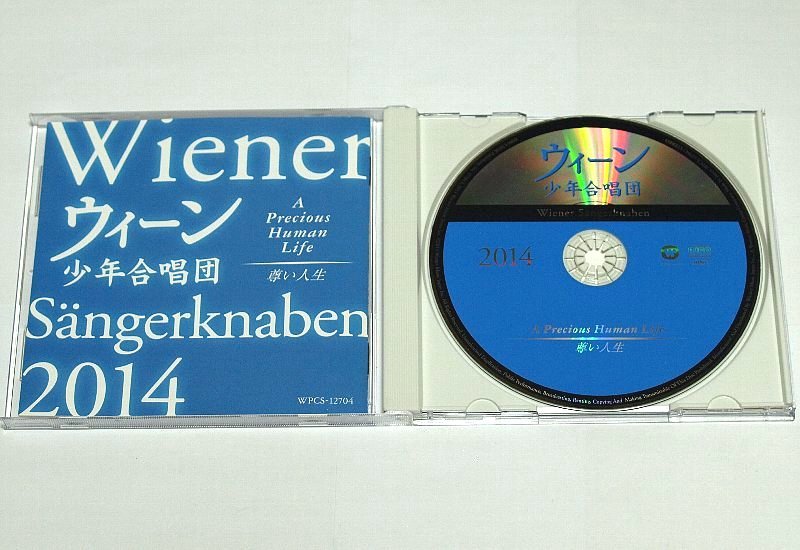 Wiener
ウィーン
少年合唱団
A
Precious
Human
Life
尊い人生
Sängerknaben
2014
WPCS-12704
ウィーン
少年合唱団
Wiener Sängerknaben
2014
A Precious Human Life
尊い人生